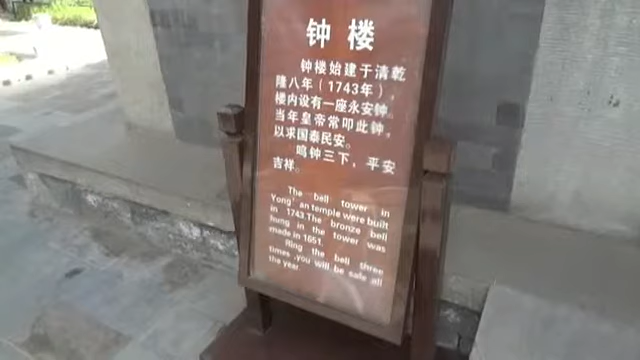 钟楼
钟楼始建于清乾
隆八年（1743年），
楼内设有一座永安钟。
当年皇帝常叩此钟，
以求国泰民安。
鸣钟三下，平安
吉祥。
The bell tower in
Yong'an temple were built
in 1743.The bronze bell
hung in the tower was
made in 1651.
Ring the bell three
times ,you will be safe all
the year.